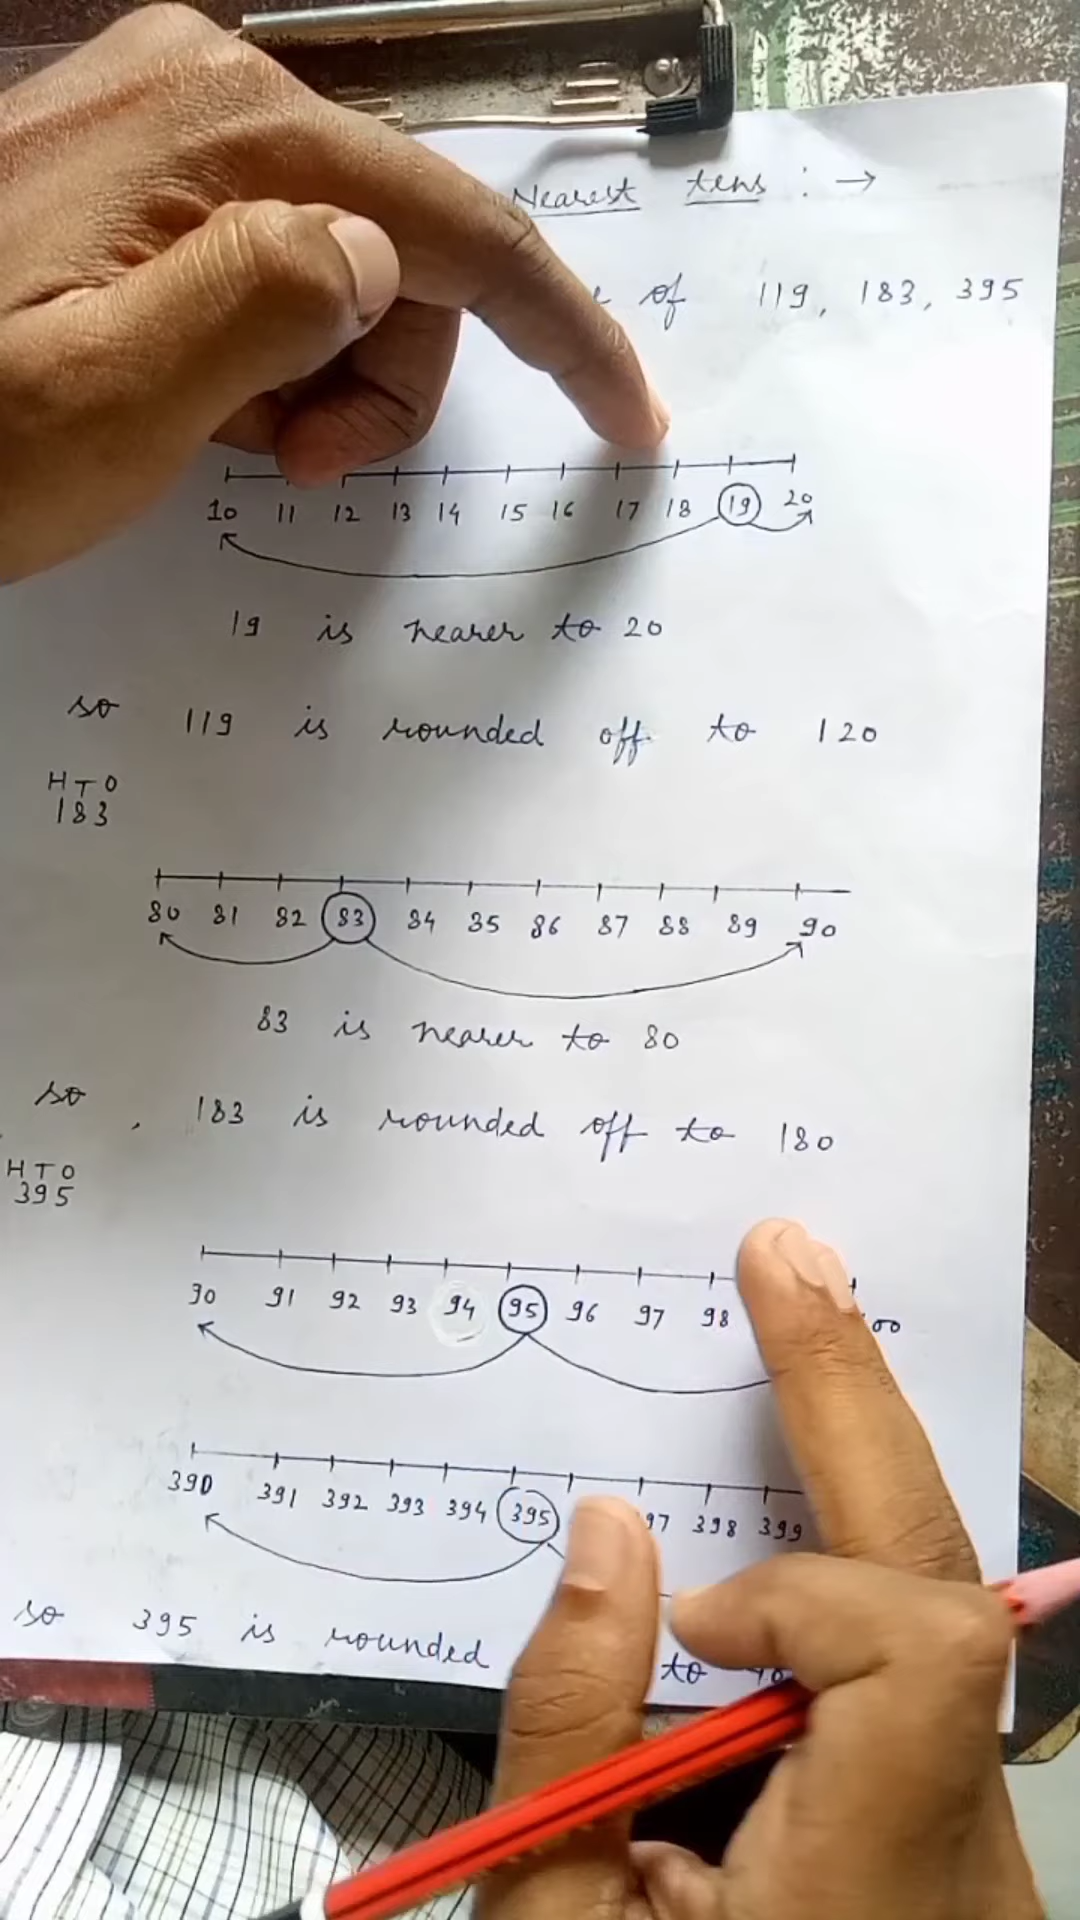 Nearest tens : →
of 119, 183, 395
10 11 12 13 14 15 16 17 18 19 20
19 is nearer to 20
so 119 is rounded off to 120
H T O
183
80 81 82 83 84 85 86 87 88 89 90
83 is nearer to 80
so , 183 is rounded off to 180
H T O
395
90 91 92 93 94 95 96 97 98
390 391 392 393 394 395 398 399
so 395 is rounded to